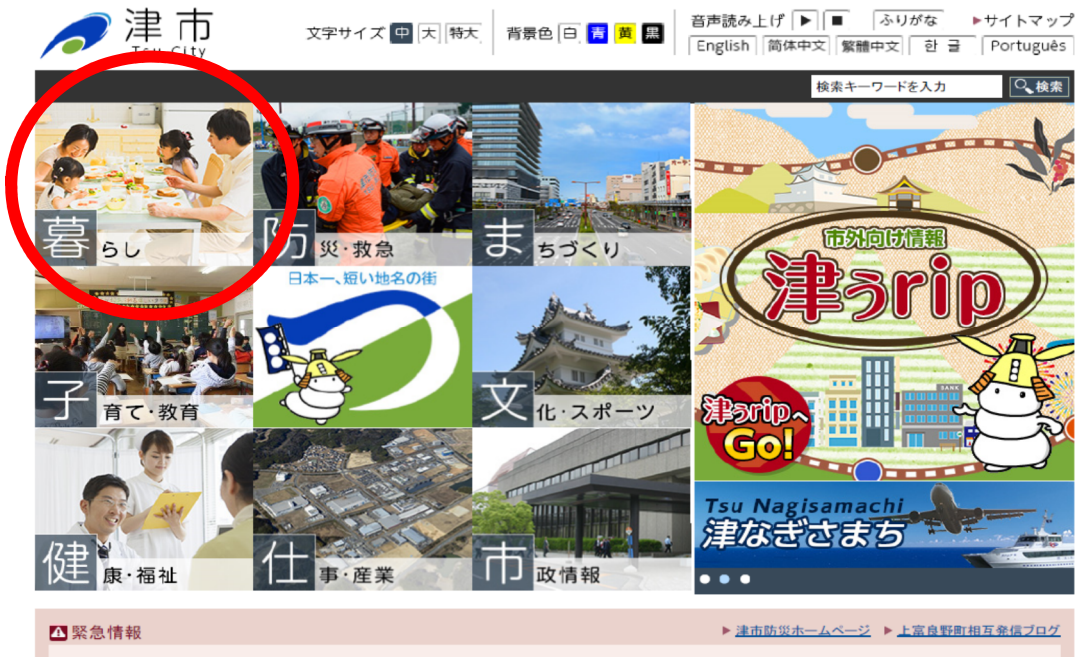 津市
Tsu City
文字サイズ 中 大 特大 背景色 白 青 黄 黒 音声読み上げ ▶ ■ ふりがな ▶サイトマップ
English 简体中文 繁體中文 한글 Português
検索キーワードを入力 検索
暮らし
防災・救急
まちづくり
日本一、短い地名の街
子育て・教育
文化・スポーツ
健康・福祉
仕事・産業
市政情報
市外向け情報
津ぅrip
BANK
津ぅripへ
Go!
Tsu Nagisamachi
津なぎさまち
緊急情報 ▶ 津市防災ホームページ ▶ 上富良野町相互発信ブログ